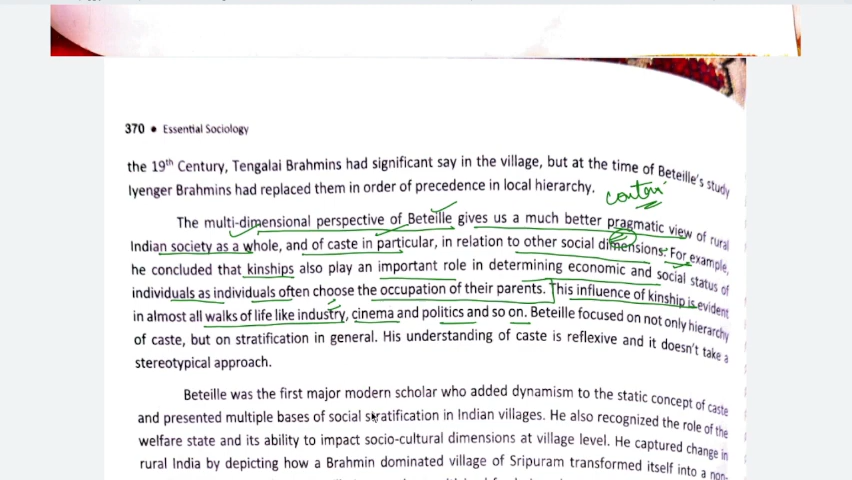 370 • Essential Sociology
the 19th Century, Tengalai Brahmins had significant say in the village, but at the time of Beteille's study
Iyenger Brahmins had replaced them in order of precedence in local hierarchy.
The multi-dimensional perspective of Beteille gives us a much better pragmatic view of rural
Indian society as a whole, and of caste in particular, in relation to other social dimensions. For example,
he concluded that kinships also play an important role in determining economic and social status of
individuals as individuals often choose the occupation of their parents. This influence of kinship is evident
in almost all walks of life like industry, cinema and politics and so on. Beteille focused on not only hierarchy
of caste, but on stratification in general. His understanding of caste is reflexive and it doesn't take a
stereotypical approach.
Beteille was the first major modern scholar who added dynamism to the static concept of caste
and presented multiple bases of social stratification in Indian villages. He also recognized the role of the
welfare state and its ability to impact socio-cultural dimensions at village level. He captured change in
rural India by depicting how a Brahmin dominated village of Sripuram transformed itself into a non-